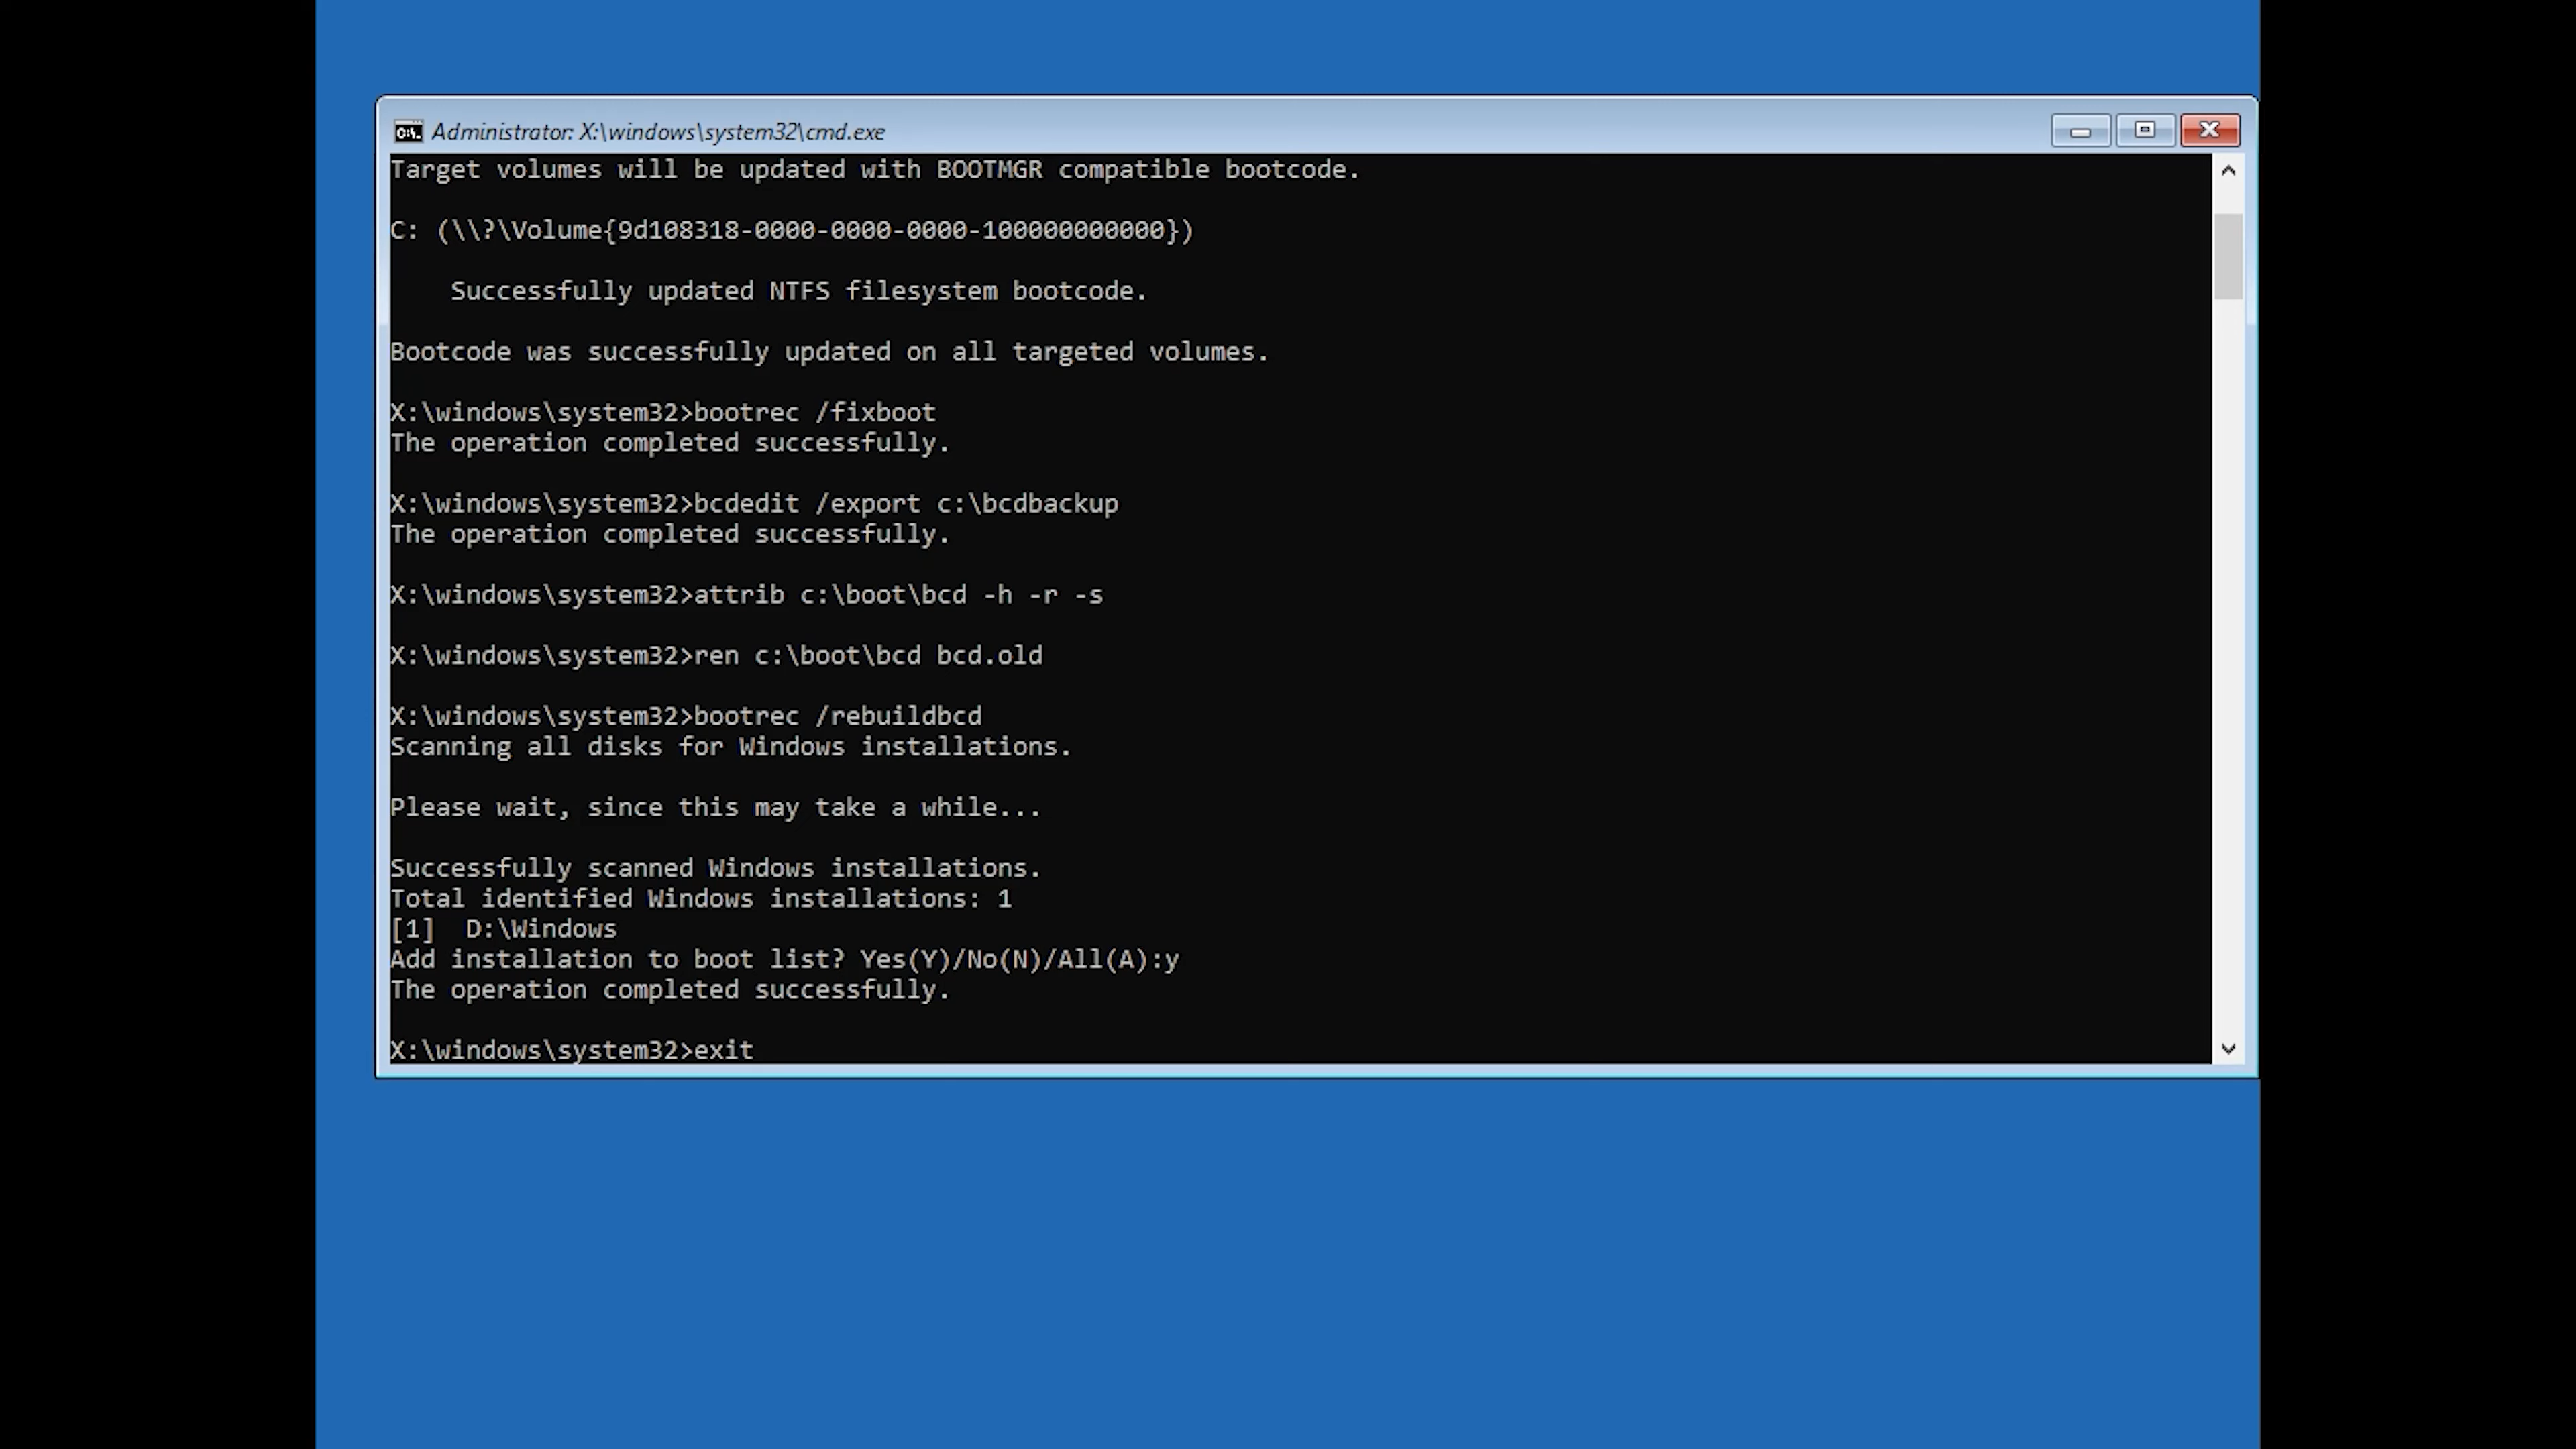 Administrator: X:\windows\system32\cmd.exe
Target volumes will be updated with BOOTMGR compatible bootcode.
C: (\\?\Volume{9d108318-0000-0000-0000-100000000000})
Successfully updated NTFS filesystem bootcode.
Bootcode was successfully updated on all targeted volumes.
X:\windows\system32>bootrec /fixboot
The operation completed successfully.
X:\windows\system32>bcdedit /export c:\bcdbackup
The operation completed successfully.
X:\windows\system32>attrib c:\boot\bcd -h -r -s
X:\windows\system32>ren c:\boot\bcd bcd.old
X:\windows\system32>bootrec /rebuildbcd
Scanning all disks for Windows installations.
Please wait, since this may take a while...
Successfully scanned Windows installations.
Total identified Windows installations: 1
[1]  D:\Windows
Add installation to boot list? Yes(Y)/No(N)/All(A):y
The operation completed successfully.
X:\windows\system32>exit